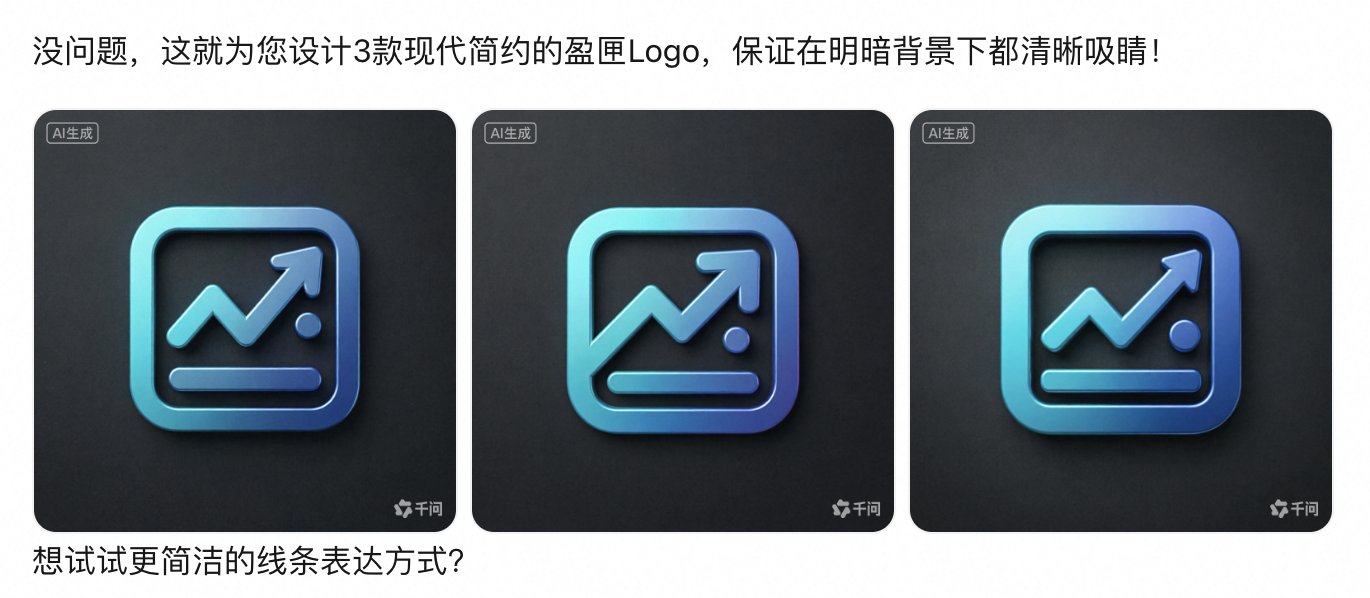 没问题，这就为您设计3款现代简约的盈匣Logo，保证在明暗背景下都清晰吸睛！
AI生成
AI生成
AI生成
千问
千问
千问
想试试更简洁的线条表达方式？